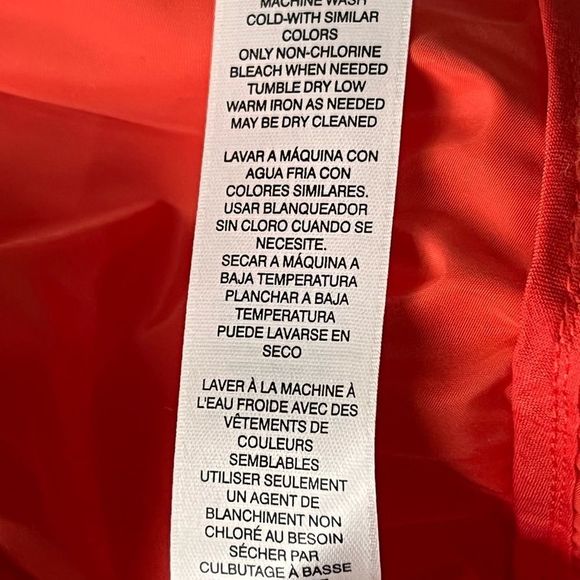 MACHINE WASH
COLD-WITH SIMILAR
COLORS
ONLY NON-CHLORINE
BLEACH WHEN NEEDED
TUMBLE DRY LOW
WARM IRON AS NEEDED
MAY BE DRY CLEANED
LAVAR A MÁQUINA CON
AGUA FRIA CON
COLORES SIMILARES.
USAR BLANQUEADOR
SIN CLORO CUANDO SE
NECESITE.
SECAR A MÁQUINA A
BAJA TEMPERATURA
PLANCHAR A BAJA
TEMPERATURA
PUEDE LAVARSE EN
SECO
LAVER À LA MACHINE À
L'EAU FROIDE AVEC DES
VÊTEMENTS DE
COULEURS
SEMBLABLES
UTILISER SEULEMENT
UN AGENT DE
BLANCHIMENT NON
CHLORÉ AU BESOIN
SÉCHER PAR
CULBUTAGE À BASSE